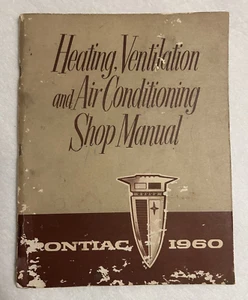 Heating, Ventilation
and Air Conditioning
Shop Manual
PONTIAC 1960